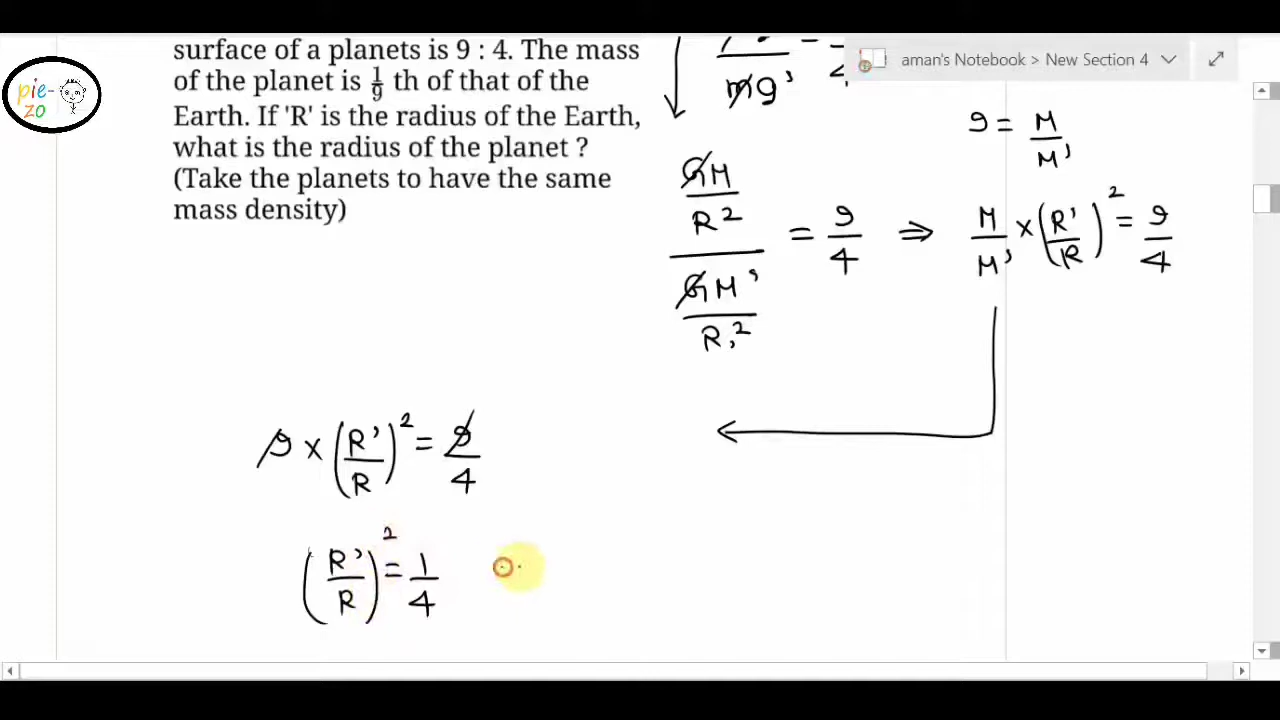 pie-
zo
surface of a planets is 9 : 4. The mass
of the planet is 1/9 th of that of the
Earth. If 'R' is the radius of the Earth,
what is the radius of the planet ?
(Take the planets to have the same
mass density)
aman's Notebook > New Section 4
mg'
9 = M/M'
GM/R² / GM'/R'² = 9/4 ⇒ M/M' × (R'/R)² = 9/4
9 × (R'/R)² = 9/4
(R'/R)² = 1/4